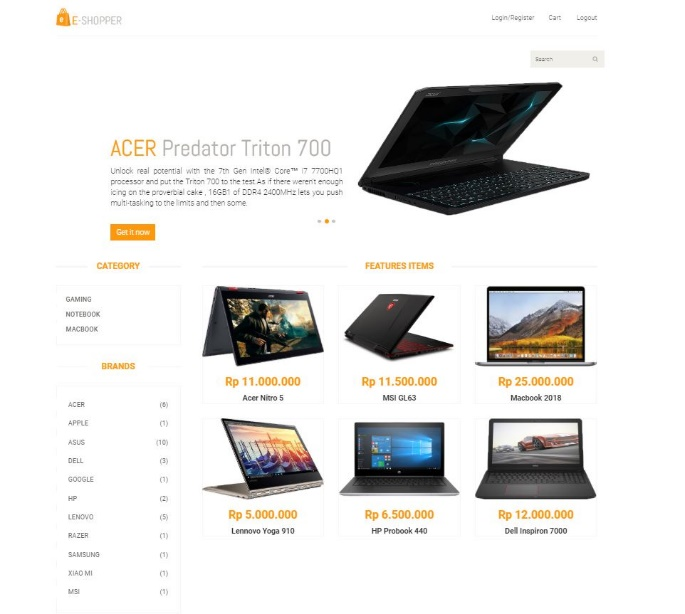 E-SHOPPER
Login/Register Cart Logout
Search
ACER Predator Triton 700
Unlock real potential with the 7th Gen Intel® Core™ i7 7700HQ1
processor and put the Triton 700 to the test.As if there weren't enough
icing on the proverbial cake , 16GB1 of DDR4 2400MHz lets you push
multi-tasking to the limits and then some.
Get it now
CATEGORY
GAMING
NOTEBOOK
MACBOOK
BRANDS
ACER (6)
APPLE (1)
ASUS (10)
DELL (3)
GOOGLE (1)
HP (2)
LENOVO (5)
RAZER (1)
SAMSUNG (1)
XIAO MI (1)
MSI (1)
FEATURES ITEMS
Rp 11.000.000
Acer Nitro 5
Rp 11.500.000
MSI GL63
Rp 25.000.000
Macbook 2018
Rp 5.000.000
Lennovo Yoga 910
Rp 6.500.000
HP Probook 440
Rp 12.000.000
Dell Inspiron 7000